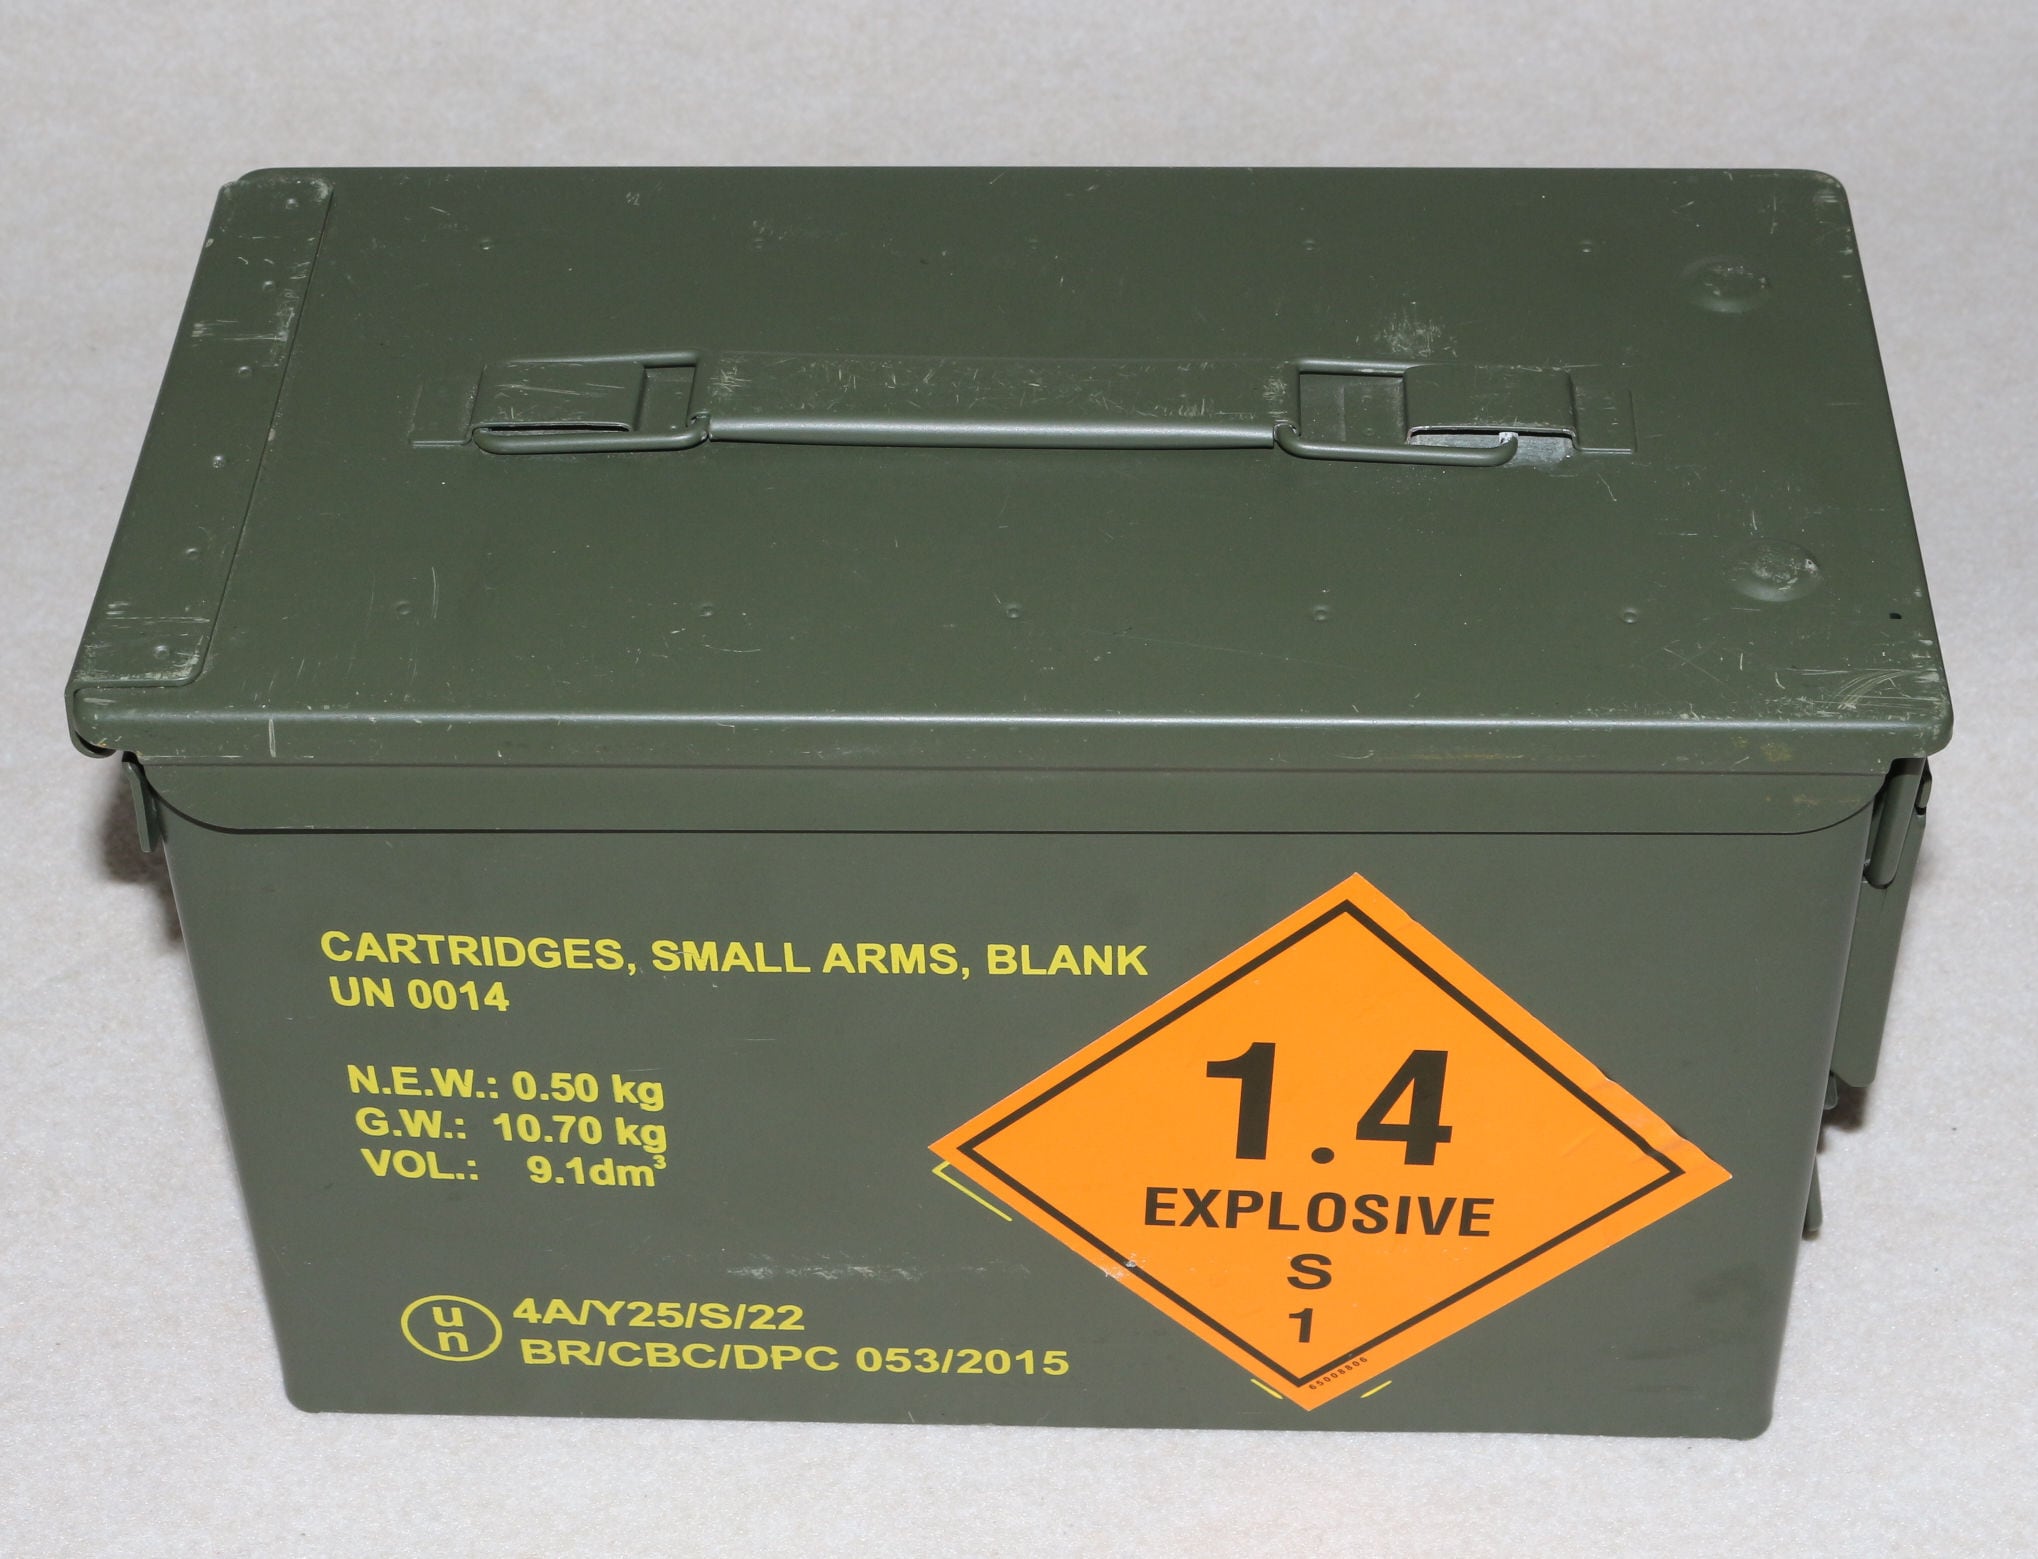 CARTRIDGES, SMALL ARMS, BLANK
UN 0014
N.E.W.: 0.50 kg
G.W.: 10.70 kg
VOL.: 9.1dm³
un
4A/Y25/S/22
BR/CBC/DPC 053/2015
1.4
EXPLOSIVE
S
1
65008806